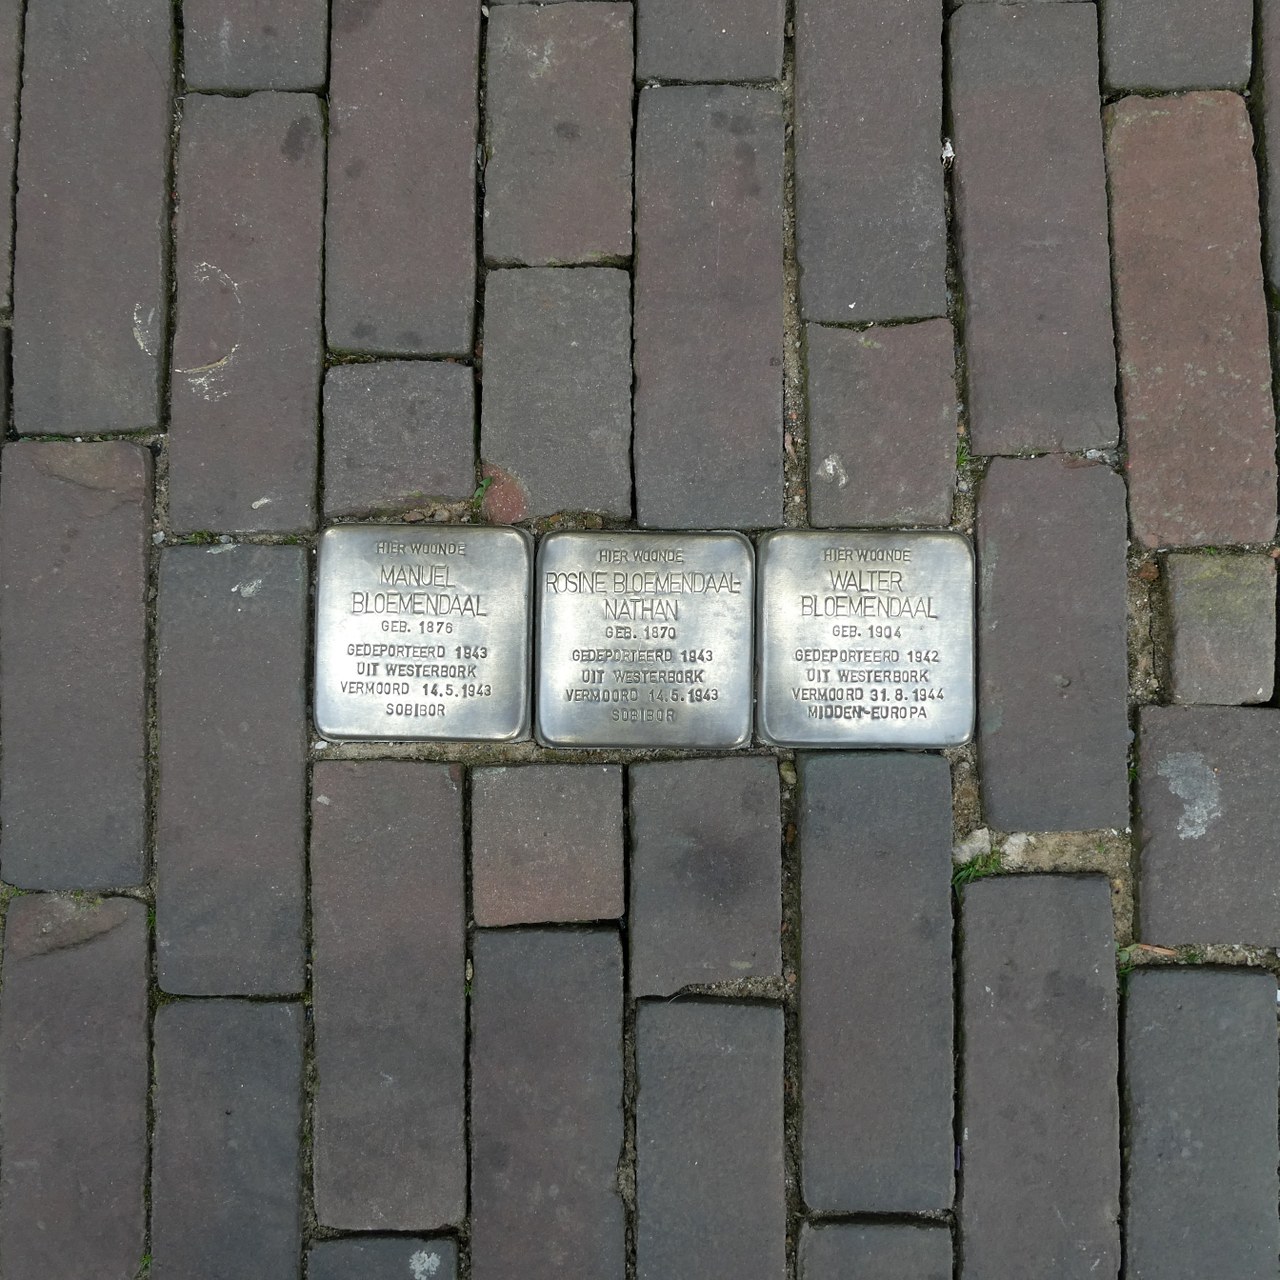 HIER WOONDE
MANUEL
BLOEMENDAAL
GEB. 1876
GEDEPORTEERD 1943
UIT WESTERBORK
VERMOORD 14.5.1943
SOBIBOR
HIER WOONDE
ROSINE BLOEMENDAAL-
NATHAN
GEB. 1870
GEDEPORTEERD 1943
UIT WESTERBORK
VERMOORD 14.5.1943
SOBIBOR
HIER WOONDE
WALTER
BLOEMENDAAL
GEB. 1904
GEDEPORTEERD 1942
UIT WESTERBORK
VERMOORD 31.8.1944
MIDDEN-EUROPA